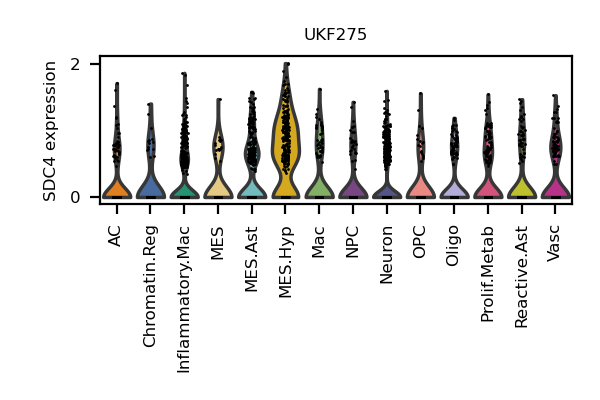 UKF275
SDC4 expression
2
0
AC
Chromatin.Reg
Inflammatory.Mac
MES
MES.Ast
MES.Hyp
Mac
NPC
Neuron
OPC
Oligo
Prolif.Metab
Reactive.Ast
Vasc